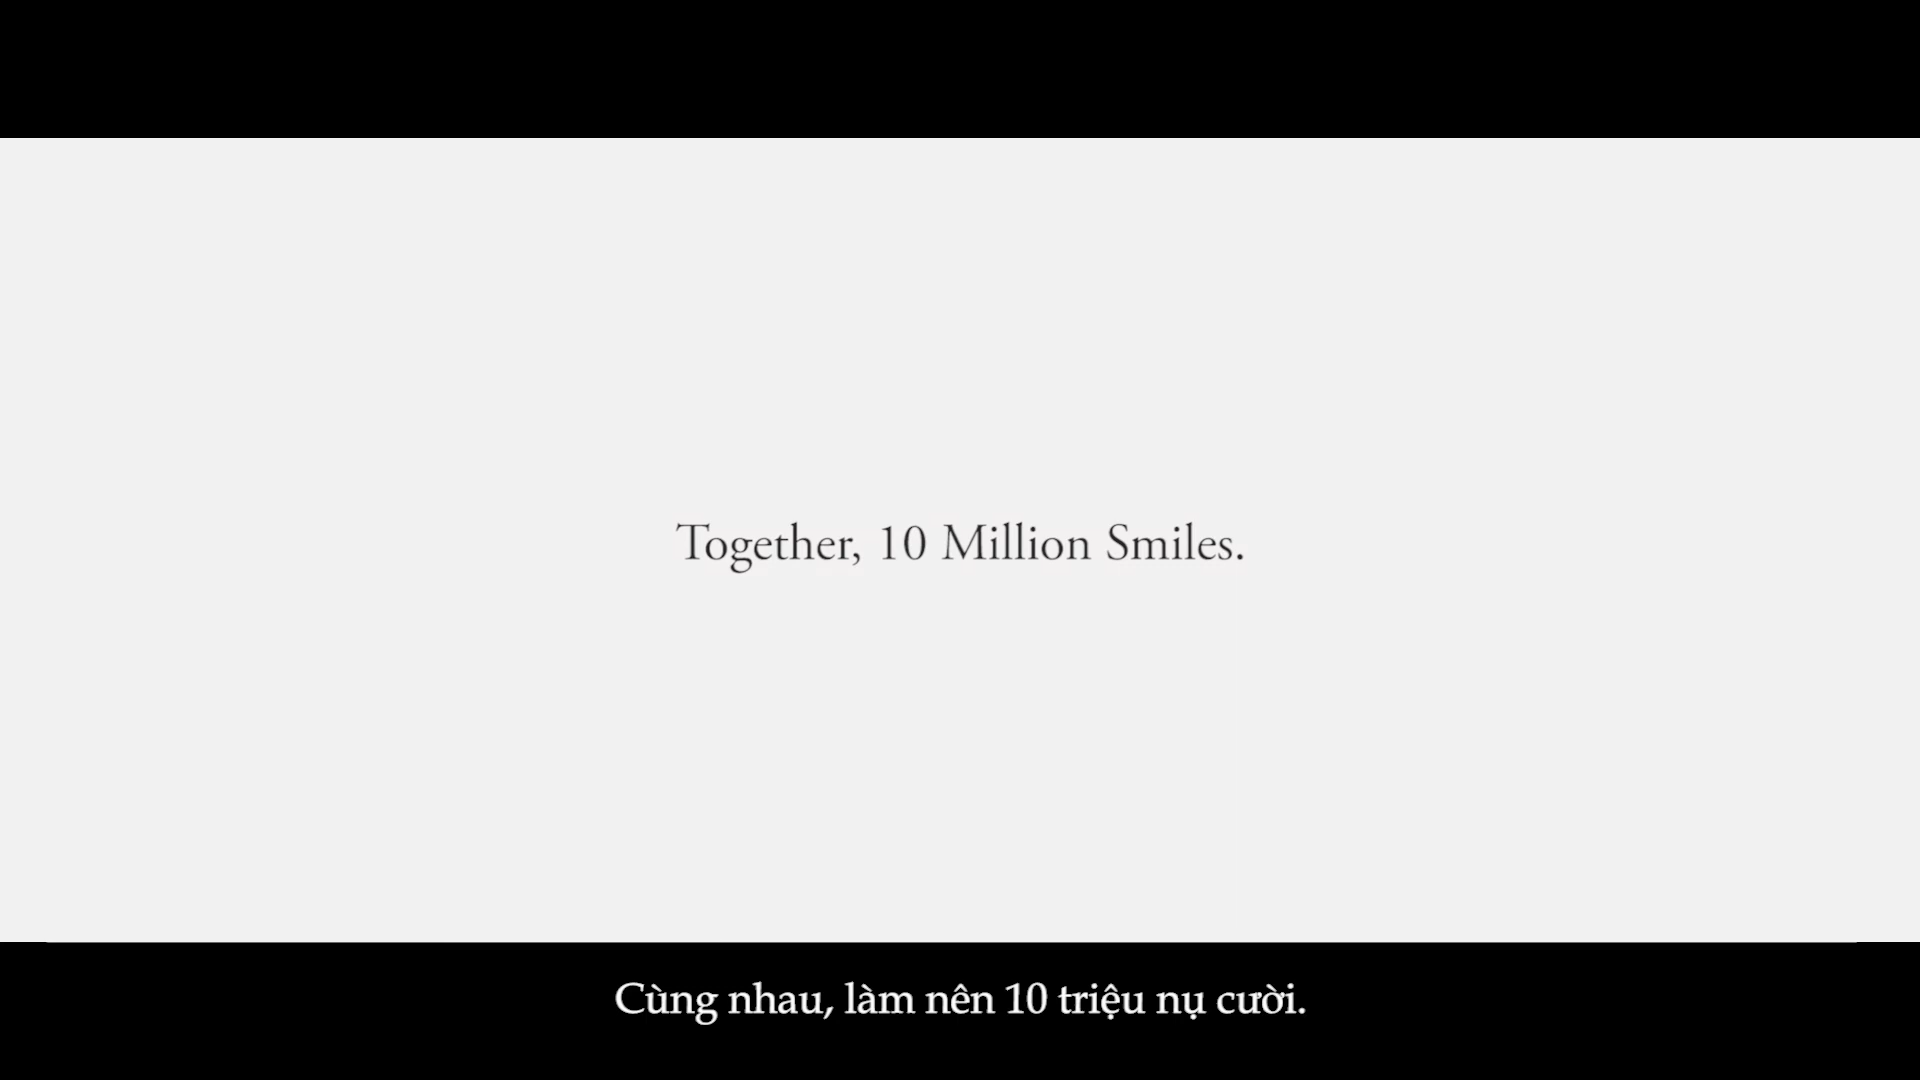 Together, 10 Million Smiles.
Cùng nhau, làm nên 10 triệu nụ cười.